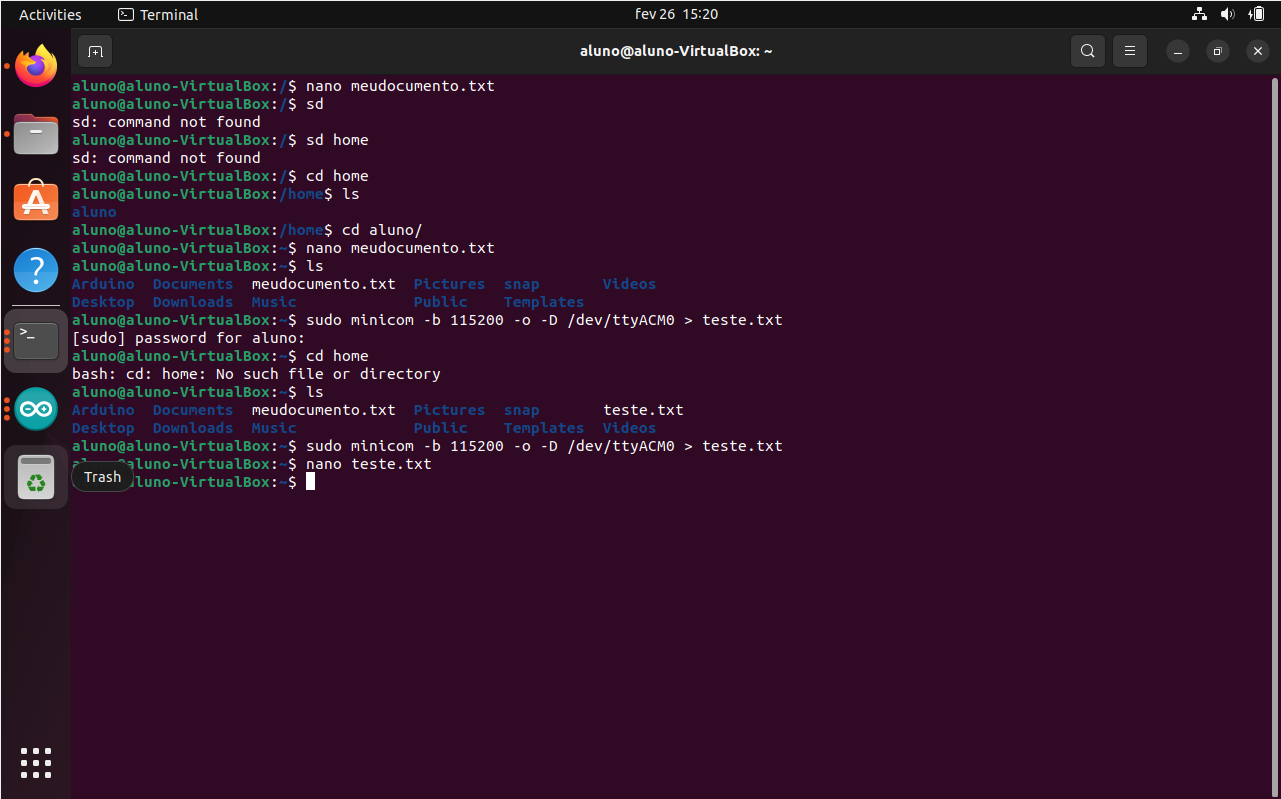 Activities Terminal fev 26 15:20
aluno@aluno-VirtualBox: ~
aluno@aluno-VirtualBox:/$ nano meudocumento.txt
aluno@aluno-VirtualBox:/$ sd
sd: command not found
aluno@aluno-VirtualBox:/$ sd home
sd: command not found
aluno@aluno-VirtualBox:/$ cd home
aluno@aluno-VirtualBox:/home$ ls
aluno
aluno@aluno-VirtualBox:/home$ cd aluno/
aluno@aluno-VirtualBox:~$ nano meudocumento.txt
aluno@aluno-VirtualBox:~$ ls
Arduino Documents meudocumento.txt Pictures snap Videos
Desktop Downloads Music Public Templates
aluno@aluno-VirtualBox:~$ sudo minicom -b 115200 -o -D /dev/ttyACM0 > teste.txt
[sudo] password for aluno:
aluno@aluno-VirtualBox:~$ cd home
bash: cd: home: No such file or directory
aluno@aluno-VirtualBox:~$ ls
Arduino Documents meudocumento.txt Pictures snap teste.txt
Desktop Downloads Music Public Templates Videos
aluno@aluno-VirtualBox:~$ sudo minicom -b 115200 -o -D /dev/ttyACM0 > teste.txt
aluno@aluno-VirtualBox:~$ nano teste.txt
Trash luno-VirtualBox:~$